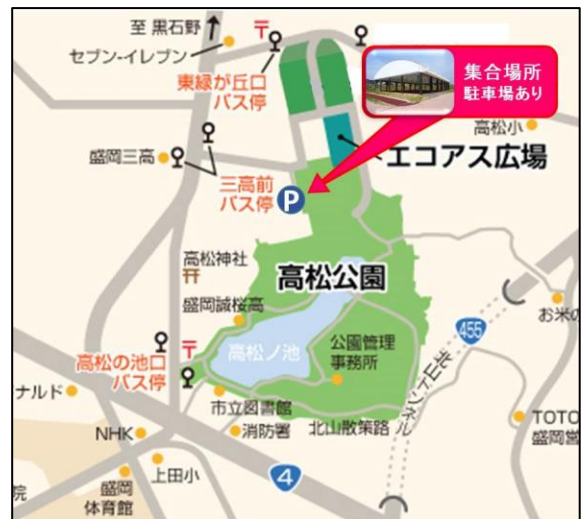 至 黒石野
セブン-イレブン
〒
東緑が丘口
バス停
集合場所
駐車場あり
高松小
盛岡三高
エコアス広場
三高前
バス停
P
高松神社
高松公園
盛岡誠桜高
455
お米の
高松の池口
バス停
〒
高松ノ池
公園管理
事務所
北山トンネル
ナルド
市立図書館
NHK
消防署
北山散策路
TOTO
盛岡営
上田小
4
院
盛岡
体育館